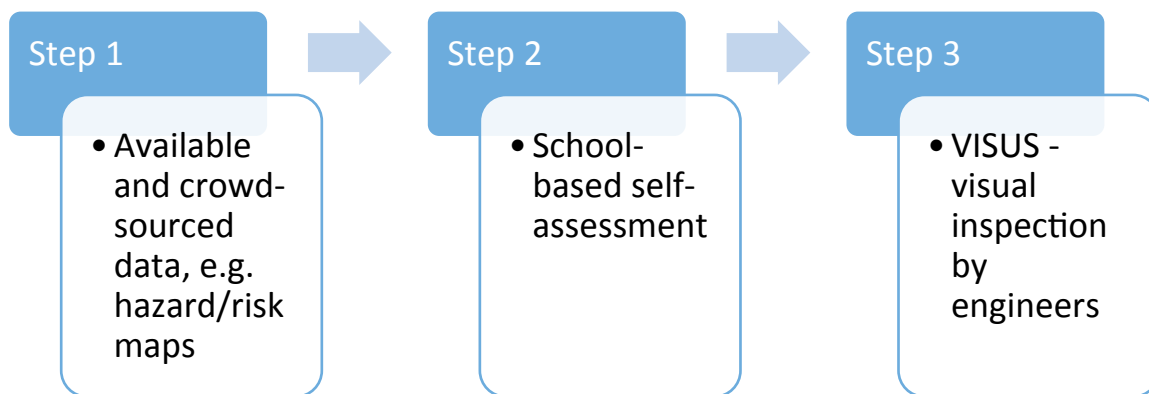 Step 1
• Available
and crowd-
sourced
data, e.g.
hazard/risk
maps
Step 2
• School-
based self-
assessment
Step 3
• VISUS -
visual
inspection
by
engineers